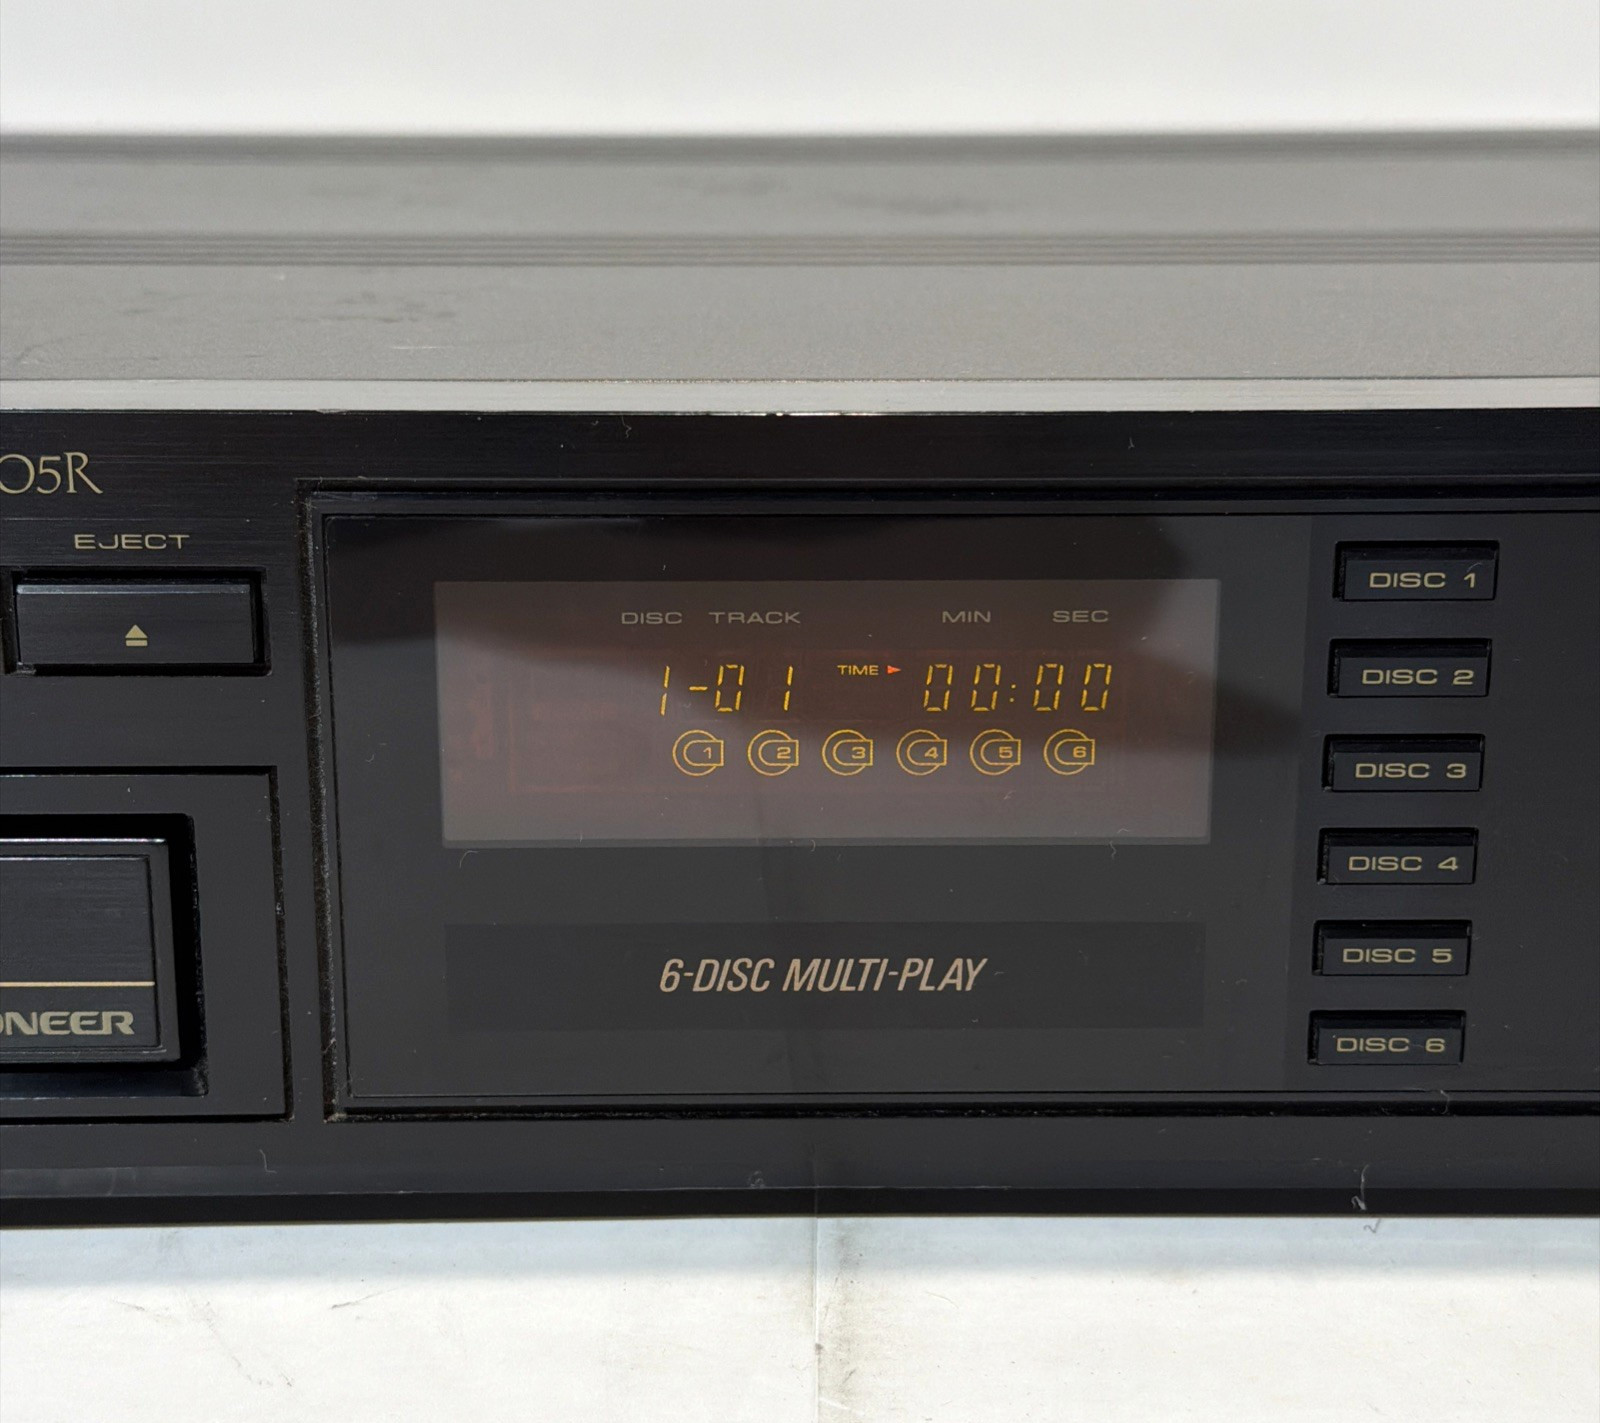 05R
EJECT
DISC TRACK MIN SEC
1-01 TIME 00:00
1 2 3 4 5 6
6-DISC MULTI-PLAY
ONEER
DISC 1
DISC 2
DISC 3
DISC 4
DISC 5
DISC 6